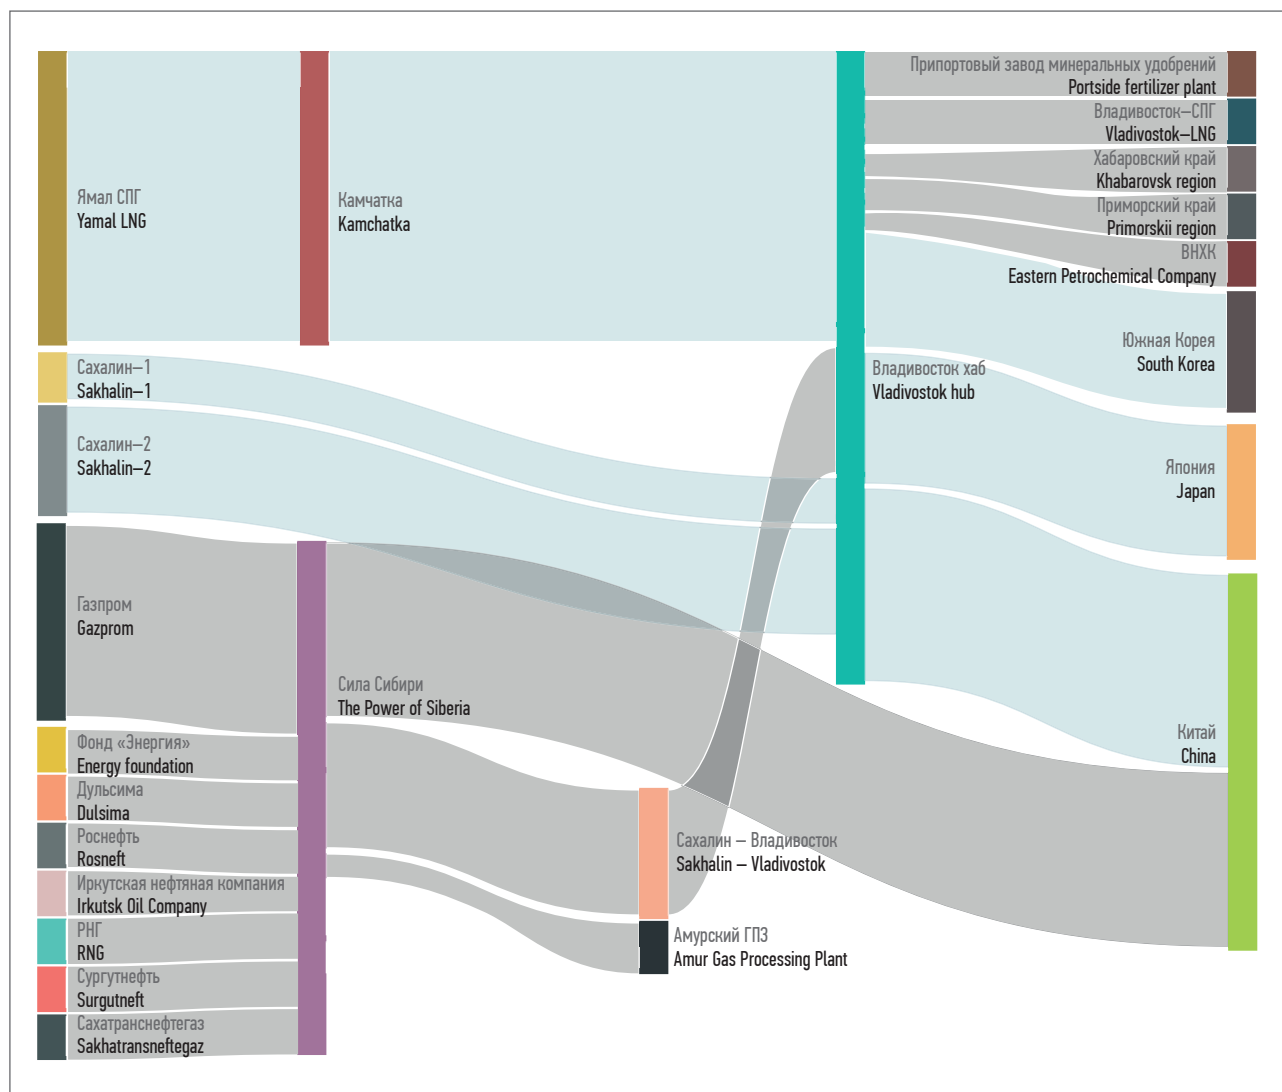 Ямал СПГ
Yamal LNG
Камчатка
Kamchatka
Сахалин–1
Sakhalin–1
Сахалин–2
Sakhalin–2
Газпром
Gazprom
Фонд «Энергия»
Energy foundation
Дульсима
Dulsima
Роснефть
Rosneft
Иркутская нефтяная компания
Irkutsk Oil Company
РНГ
RNG
Сургутнефть
Surgutneft
Сахатранснефтегаз
Sakhatransneftegaz
Сила Сибири
The Power of Siberia
Сахалин – Владивосток
Sakhalin – Vladivostok
Амурский ГПЗ
Amur Gas Processing Plant
Владивосток хаб
Vladivostok hub
Припортовый завод минеральных удобрений
Portside fertilizer plant
Владивосток–СПГ
Vladivostok–LNG
Хабаровский край
Khabarovsk region
Приморский край
Primorskii region
ВНХК
Eastern Petrochemical Company
Южная Корея
South Korea
Япония
Japan
Китай
China